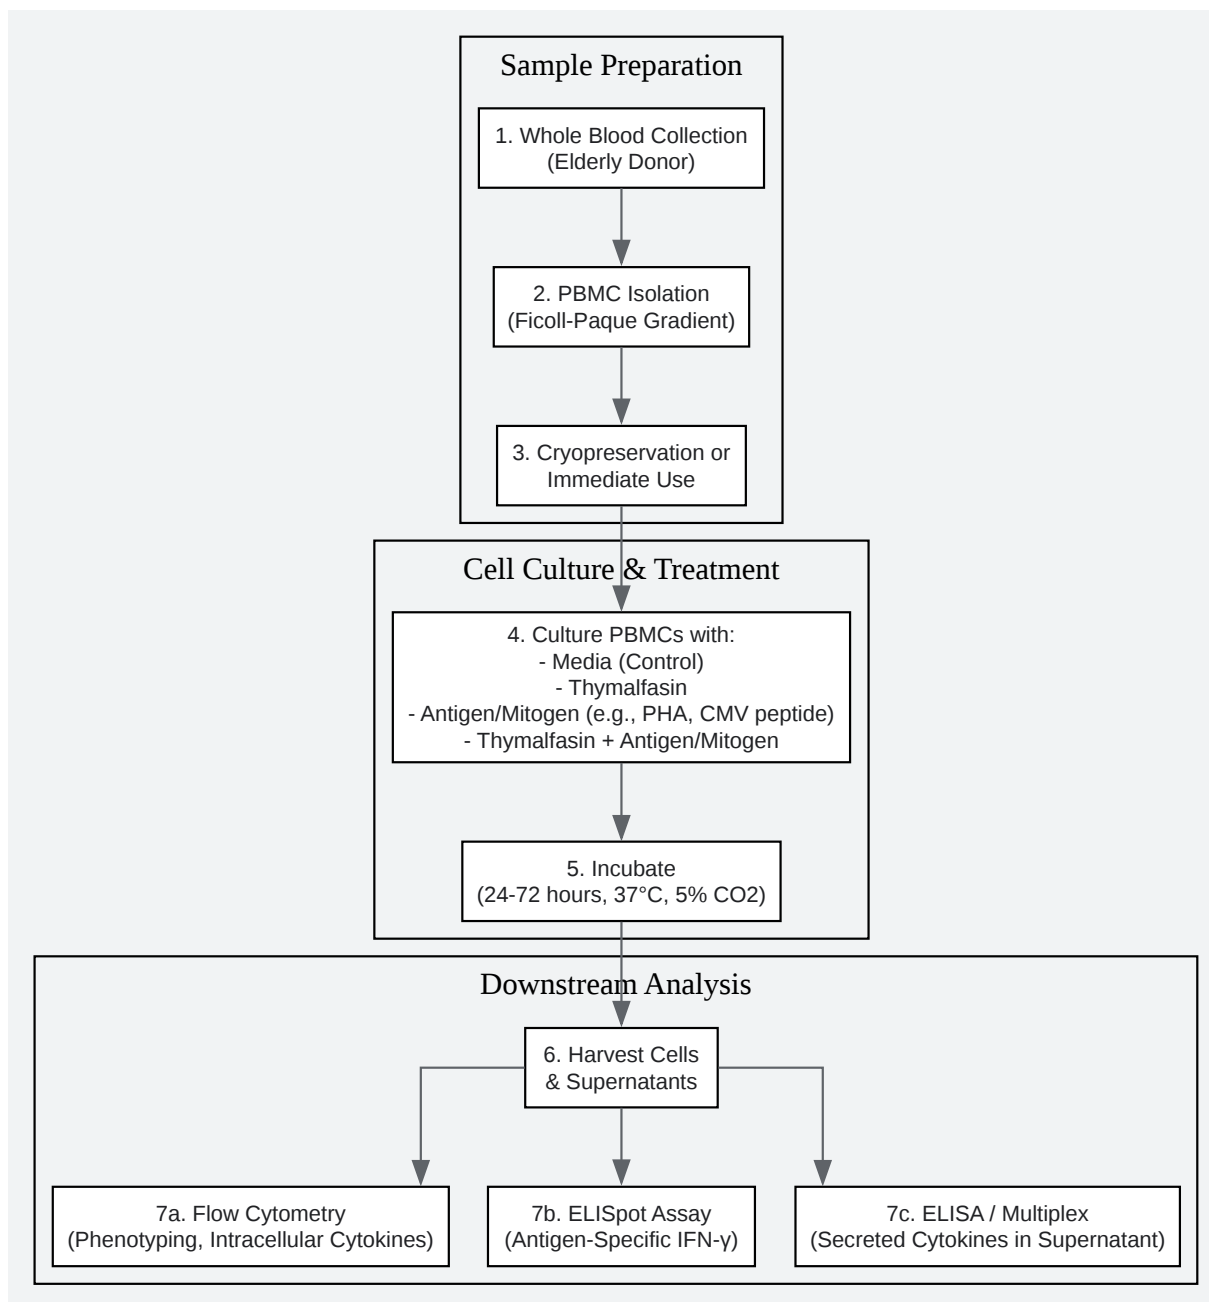 Sample Preparation
1. Whole Blood Collection
(Elderly Donor)
2. PBMC Isolation
(Ficoll-Paque Gradient)
3. Cryopreservation or
Immediate Use
Cell Culture & Treatment
4. Culture PBMCs with:
- Media (Control)
- Thymalfasin
- Antigen/Mitogen (e.g., PHA, CMV peptide)
- Thymalfasin + Antigen/Mitogen
5. Incubate
(24-72 hours, 37°C, 5% CO2)
Downstream Analysis
6. Harvest Cells
& Supernatants
7a. Flow Cytometry
(Phenotyping, Intracellular Cytokines)
7b. ELISpot Assay
(Antigen-Specific IFN-γ)
7c. ELISA / Multiplex
(Secreted Cytokines in Supernatant)